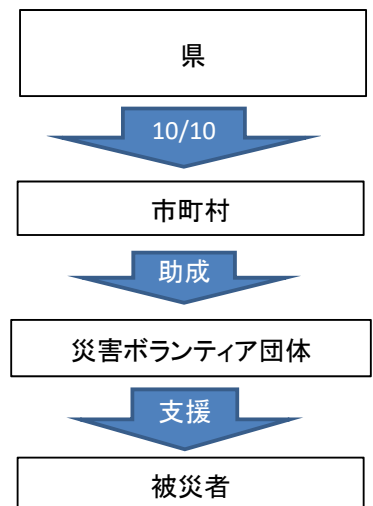 県
10/10
市町村
助成
災害ボランティア団体
支援
被災者